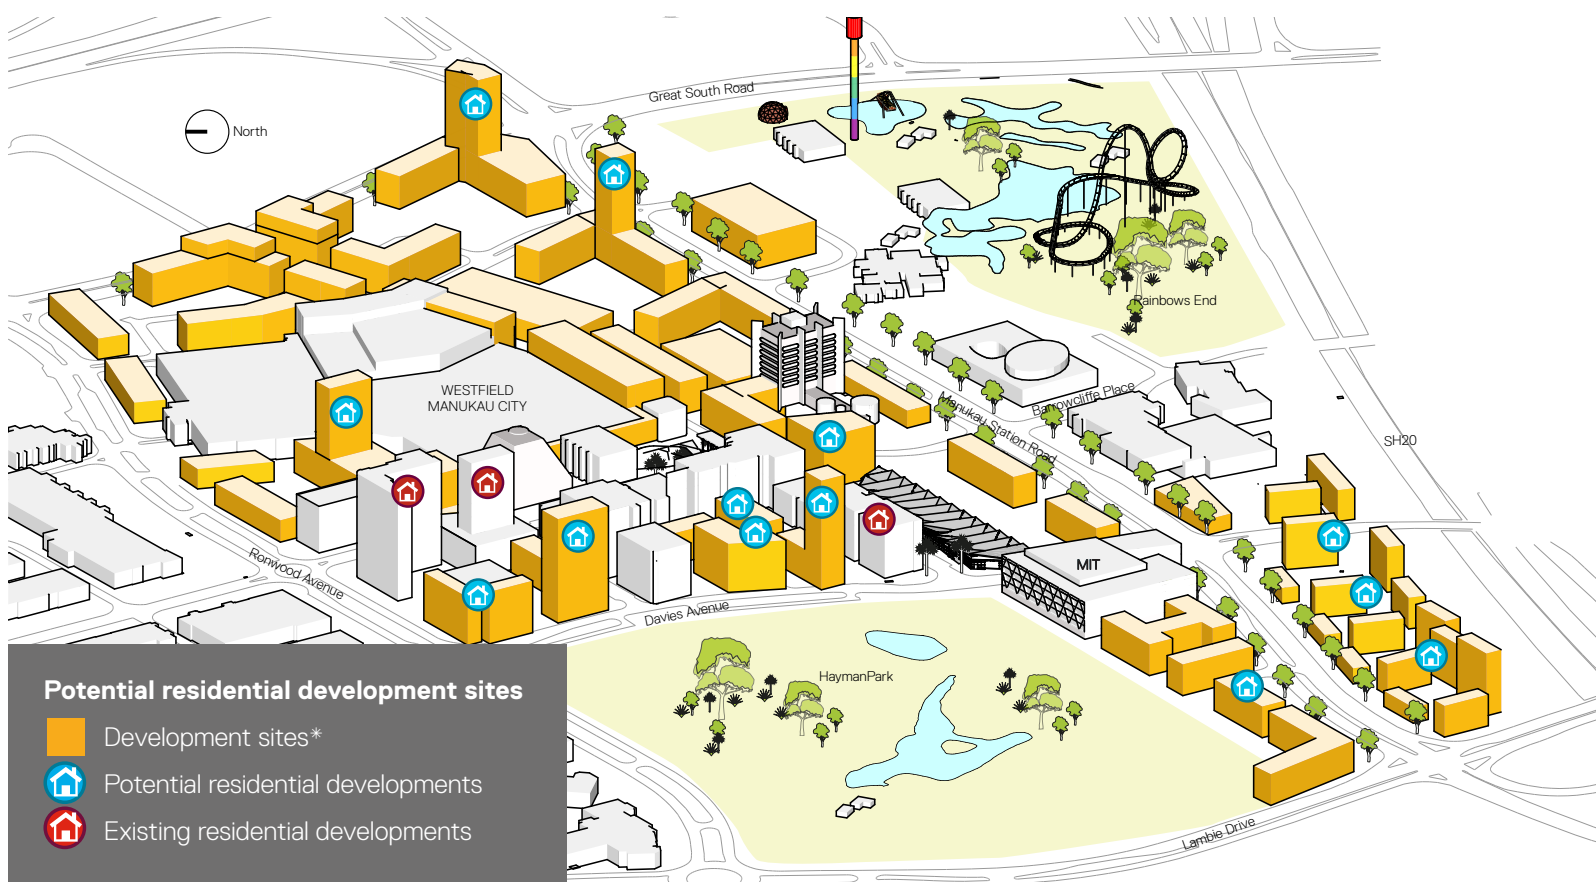 Great South Road
North
Rainbows End
WESTFIELD
MANUKAU CITY
Barrowcliffe Place
Manukau Station Road
SH20
Ronwood Avenue
MIT
Davies Avenue
HaymanPark
Lambie Drive
Potential residential development sites
Development sites*
Potential residential developments
Existing residential developments